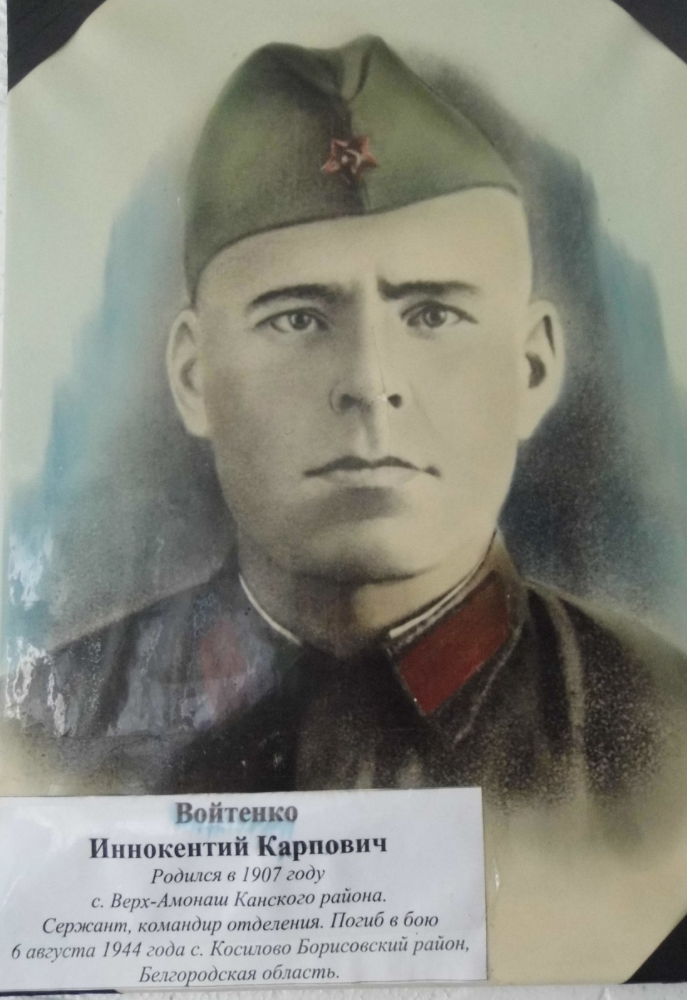 Войтенко
Иннокентий Карпович
Родился в 1907 году
с. Верх-Амонаш Канского района.
Сержант, командир отделения. Погиб в бою
6 августа 1944 года с. Косилово Борисовский район,
Белгородская область.